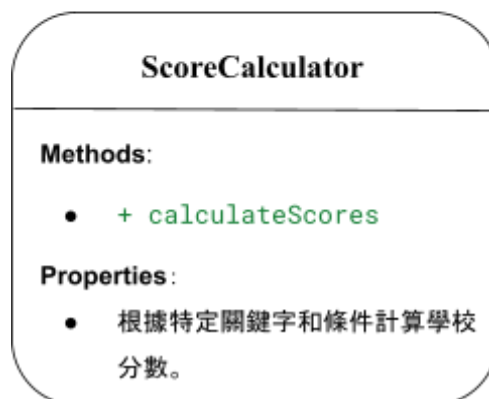 ScoreCalculator
Methods:
● + calculateScores
Properties:
● 根據特定關鍵字和條件計算學校
分數。